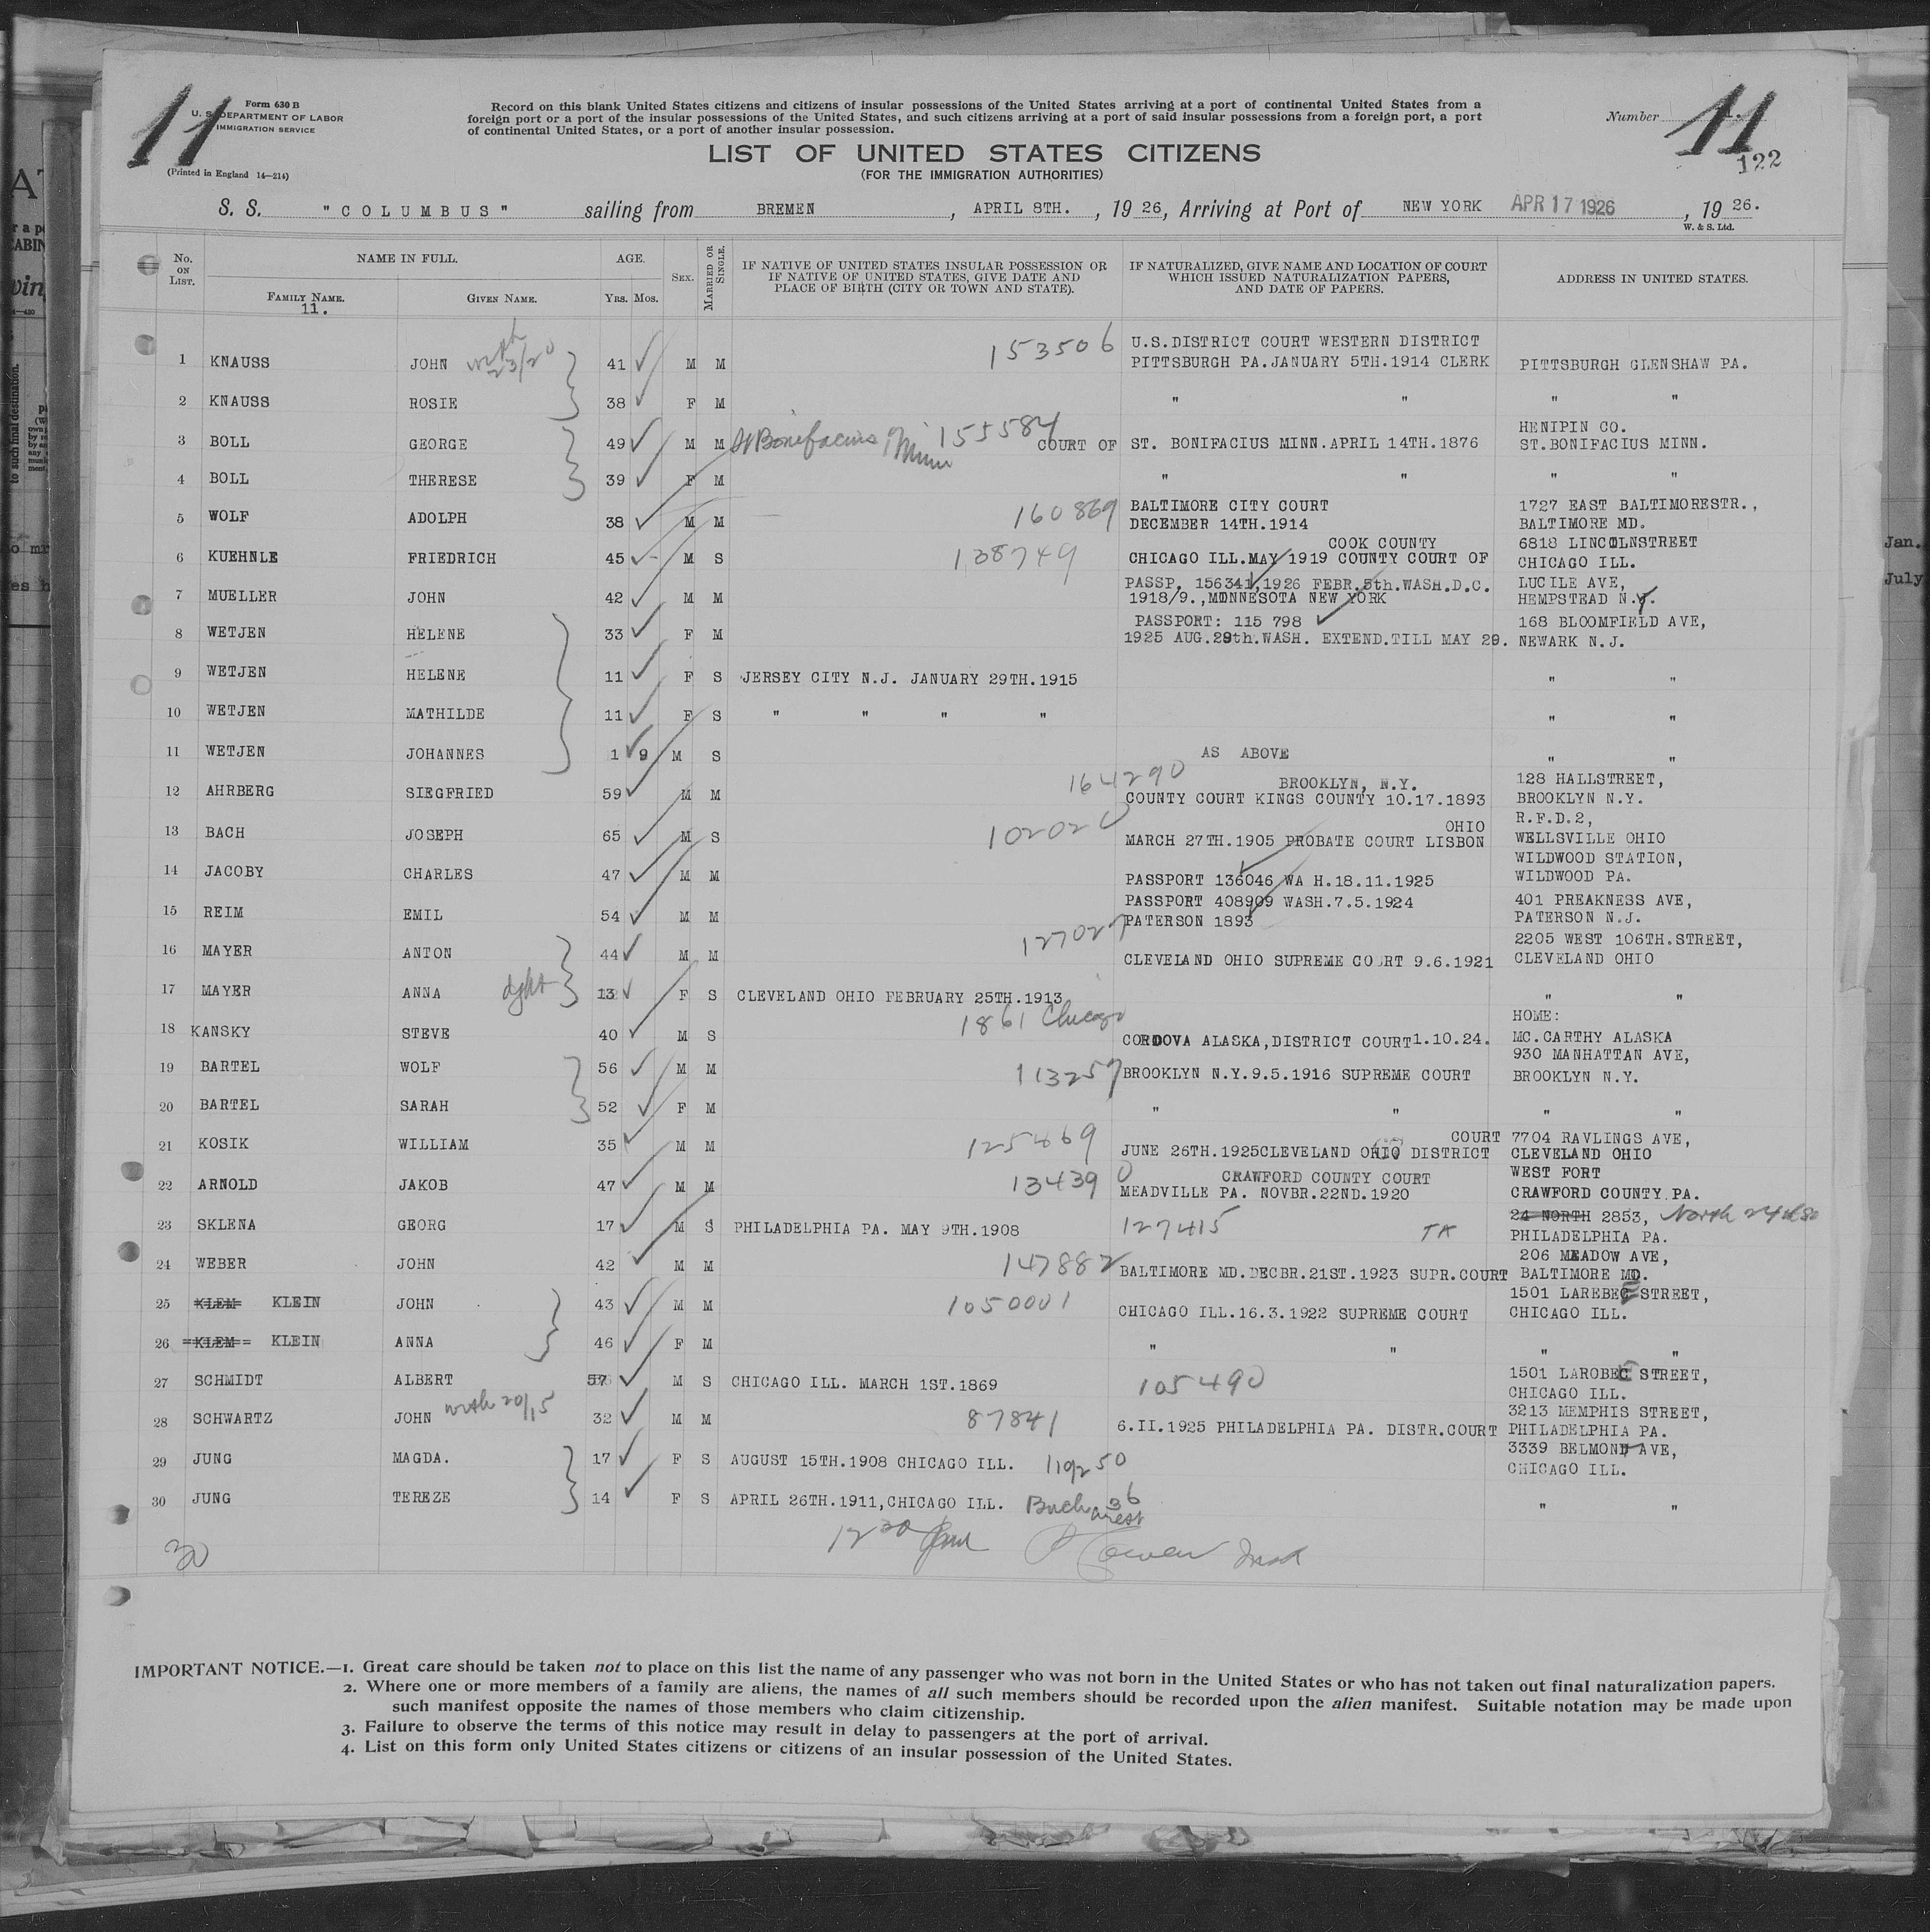 11
Form 630 B
U. S. DEPARTMENT OF LABOR
IMMIGRATION SERVICE
(Printed in England 14—214)
Record on this blank United States citizens and citizens of insular possessions of the United States arriving at a port of continental United States from a
foreign port or a port of the insular possessions of the United States, and such citizens arriving at a port of said insular possessions from a foreign port, a port
of continental United States, or a port of another insular possession.
Number 11
122
LIST OF UNITED STATES CITIZENS
(FOR THE IMMIGRATION AUTHORITIES)
S. S. "COLUMBUS" sailing from BREMEN, APRIL 8TH., 1926, Arriving at Port of NEW YORK APR 17 1926, 1926.
W. & S. Ltd.
No. ON LIST.
NAME IN FULL.
FAMILY NAME. GIVEN NAME.
11.
AGE.
YRS. MOS.
SEX.
MARRIED OR SINGLE.
IF NATIVE OF UNITED STATES INSULAR POSSESSION OR
IF NATIVE OF UNITED STATES, GIVE DATE AND
PLACE OF BIRTH (CITY OR TOWN AND STATE).
IF NATURALIZED, GIVE NAME AND LOCATION OF COURT
WHICH ISSUED NATURALIZATION PAPERS,
AND DATE OF PAPERS.
ADDRESS IN UNITED STATES.
U.S.DISTRICT COURT WESTERN DISTRICT
1 KNAUSS JOHN with 23/20 41 M M 153506 PITTSBURGH PA.JANUARY 5TH.1914 CLERK PITTSBURGH GLENSHAW PA.
2 KNAUSS ROSIE 38 F M " " " "
HENIPIN CO.
3 BOLL GEORGE 49 M M St Bonifacius Minn 155584 COURT OF ST. BONIFACIUS MINN.APRIL 14TH.1876 ST.BONIFACIUS MINN.
4 BOLL THERESE 39 F M " " " "
BALTIMORE CITY COURT 1727 EAST BALTIMORESTR.,
5 WOLF ADOLPH 38 M M 160869 DECEMBER 14TH.1914 BALTIMORE MD.
COOK COUNTY 6818 LINCOLNSTREET
6 KUEHNLE FRIEDRICH 45 M S 138749 CHICAGO ILL.MAY 1919 COUNTY COURT OF CHICAGO ILL.
PASSP, 156341,1926 FEBR.5th.WASH.D.C. LUCILE AVE,
7 MUELLER JOHN 42 M M 1918/9.,MINNESOTA NEW YORK HEMPSTEAD N.Y.
PASSPORT: 115 798 168 BLOOMFIELD AVE,
8 WETJEN HELENE 33 F M 1925 AUG.29th.WASH. EXTEND.TILL MAY 29. NEWARK N.J.
9 WETJEN HELENE 11 F S JERSEY CITY N.J. JANUARY 29TH.1915 " "
10 WETJEN MATHILDE 11 F S " " " " " "
11 WETJEN JOHANNES 1 9 M S AS ABOVE " "
BROOKLYN, N.Y. 128 HALLSTREET,
12 AHRBERG SIEGFRIED 59 M M 164290 COUNTY COURT KINGS COUNTY 10.17.1893 BROOKLYN N.Y.
OHIO R.F.D.2,
13 BACH JOSEPH 65 M S 102020 MARCH 27TH.1905 PROBATE COURT LISBON WELLSVILLE OHIO
WILDWOOD STATION,
14 JACOBY CHARLES 47 M M PASSPORT 136046 WA H.18.11.1925 WILDWOOD PA.
PASSPORT 408909 WASH.7.5.1924 401 PREAKNESS AVE,
15 REIM EMIL 54 M M PATERSON 1893 PATERSON N.J.
2205 WEST 106TH.STREET,
16 MAYER ANTON 44 M M 127027 CLEVELAND OHIO SUPREME COURT 9.6.1921 CLEVELAND OHIO
17 MAYER ANNA dght 13 F S CLEVELAND OHIO FEBRUARY 25TH.1913 " "
HOME:
18 KANSKY STEVE 40 M S 1861 Chicago CORDOVA ALASKA,DISTRICT COURT1.10.24. MC.CARTHY ALASKA
930 MANHATTAN AVE,
19 BARTEL WOLF 56 M M 113257 BROOKLYN N.Y.9.5.1916 SUPREME COURT BROOKLYN N.Y.
20 BARTEL SARAH 52 F M " " " "
COURT 7704 RAVLINGS AVE,
21 KOSIK WILLIAM 35 M M 125469 JUNE 26TH.1925CLEVELAND OHIO DISTRICT CLEVELAND OHIO
CRAWFORD COUNTY COURT WEST FORT
22 ARNOLD JAKOB 47 M M 134390 MEADVILLE PA. NOVBR.22ND.1920 CRAWFORD COUNTY PA.
24 NORTH 2853, North 24th St
23 SKLENA GEORG 17 M S PHILADELPHIA PA. MAY 9TH.1908 127415 PHILADELPHIA PA.
206 MEADOW AVE,
24 WEBER JOHN 42 M M 147882 BALTIMORE MD.DECBR.21ST.1923 SUPR.COURT BALTIMORE MD.
1501 LAREBEC STREET,
25 KLEM KLEIN JOHN 43 M M 1050001 CHICAGO ILL.16.3.1922 SUPREME COURT CHICAGO ILL.
26 KLEM KLEIN ANNA 46 F M " " " "
1501 LAROBEC STREET,
27 SCHMIDT ALBERT 57 M S CHICAGO ILL. MARCH 1ST.1869 105490 CHICAGO ILL.
3213 MEMPHIS STREET,
28 SCHWARTZ JOHN with 20/15 32 M M 87841 6.II.1925 PHILADELPHIA PA. DISTR.COURT PHILADELPHIA PA.
3339 BELMONT AVE,
29 JUNG MAGDA. 17 F S AUGUST 15TH.1908 CHICAGO ILL. CHICAGO ILL.
30 JUNG TEREZE 14 F S APRIL 26TH.1911,CHICAGO ILL. Bucharest 36 " "
30
IMPORTANT NOTICE.—1. Great care should be taken not to place on this list the name of any passenger who was not born in the United States or who has not taken out final naturalization papers.
2. Where one or more members of a family are aliens, the names of all such members should be recorded upon the alien manifest. Suitable notation may be made upon
such manifest opposite the names of those members who claim citizenship.
3. Failure to observe the terms of this notice may result in delay to passengers at the port of arrival.
4. List on this form only United States citizens or citizens of an insular possession of the United States.